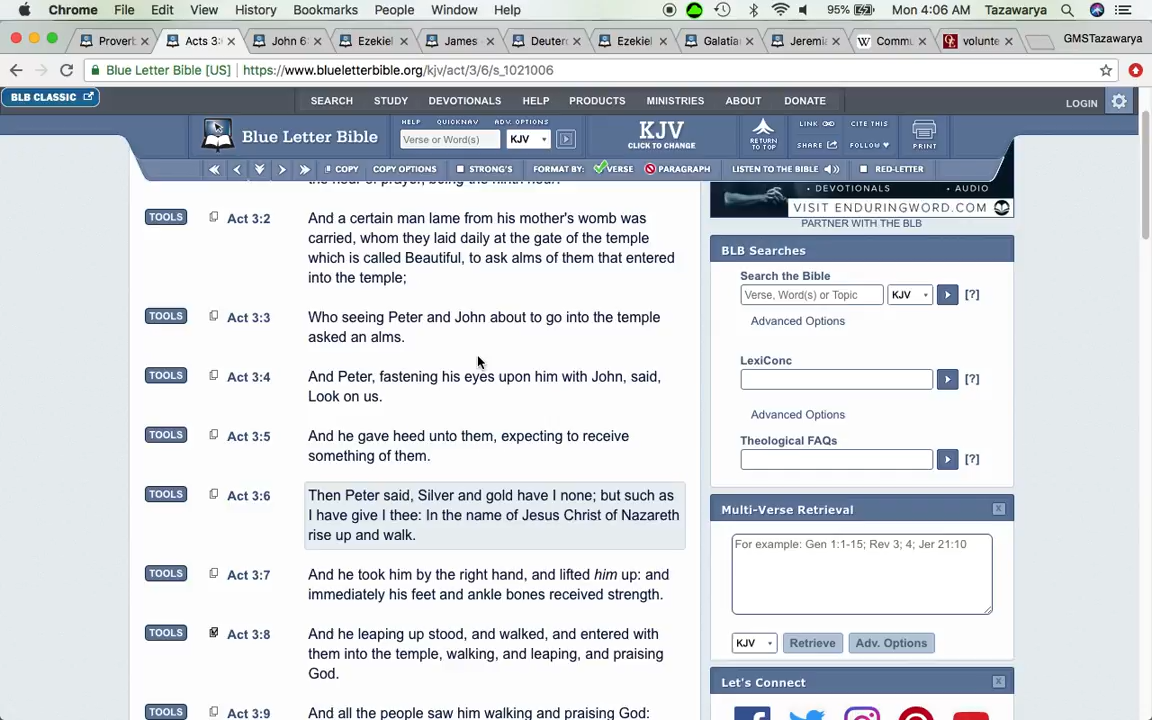 Chrome File Edit View History Bookmarks People Window Help 95% Mon 4:06 AM Tazawarya
Proverb Acts 3: John 6: Ezekiel James Deutero Ezekiel Galatia Jeremia Commu volunte GMSTazawarya
Blue Letter Bible [US] https://www.blueletterbible.org/kjv/act/3/6/s_1021006
BLB CLASSIC SEARCH STUDY DEVOTIONALS HELP PRODUCTS MINISTRIES ABOUT DONATE LOGIN
HELP QUICKNAV ADV. OPTIONS
Blue Letter Bible Verse or Word(s) KJV
KJV
CLICK TO CHANGE
RETURN TO TOP
LINK CITE THIS
SHARE FOLLOW PRINT
COPY COPY OPTIONS STRONG'S FORMAT BY: VERSE PARAGRAPH LISTEN TO THE BIBLE RED-LETTER
the hour of prayer, being the ninth hour.
TOOLS Act 3:2 And a certain man lame from his mother's womb was
carried, whom they laid daily at the gate of the temple
which is called Beautiful, to ask alms of them that entered
into the temple;
TOOLS Act 3:3 Who seeing Peter and John about to go into the temple
asked an alms.
TOOLS Act 3:4 And Peter, fastening his eyes upon him with John, said,
Look on us.
TOOLS Act 3:5 And he gave heed unto them, expecting to receive
something of them.
TOOLS Act 3:6 Then Peter said, Silver and gold have I none; but such as
I have give I thee: In the name of Jesus Christ of Nazareth
rise up and walk.
TOOLS Act 3:7 And he took him by the right hand, and lifted him up: and
immediately his feet and ankle bones received strength.
TOOLS Act 3:8 And he leaping up stood, and walked, and entered with
them into the temple, walking, and leaping, and praising
God.
TOOLS Act 3:9 And all the people saw him walking and praising God:
• DEVOTIONALS • AUDIO
VISIT ENDURINGWORD.COM
PARTNER WITH THE BLB
BLB Searches
Search the Bible
Verse, Word(s) or Topic KJV [?]
Advanced Options
LexiConc
[?]
Advanced Options
Theological FAQs
[?]
Multi-Verse Retrieval x
For example: Gen 1:1-15; Rev 3; 4; Jer 21:10
KJV Retrieve Adv. Options
Let's Connect x